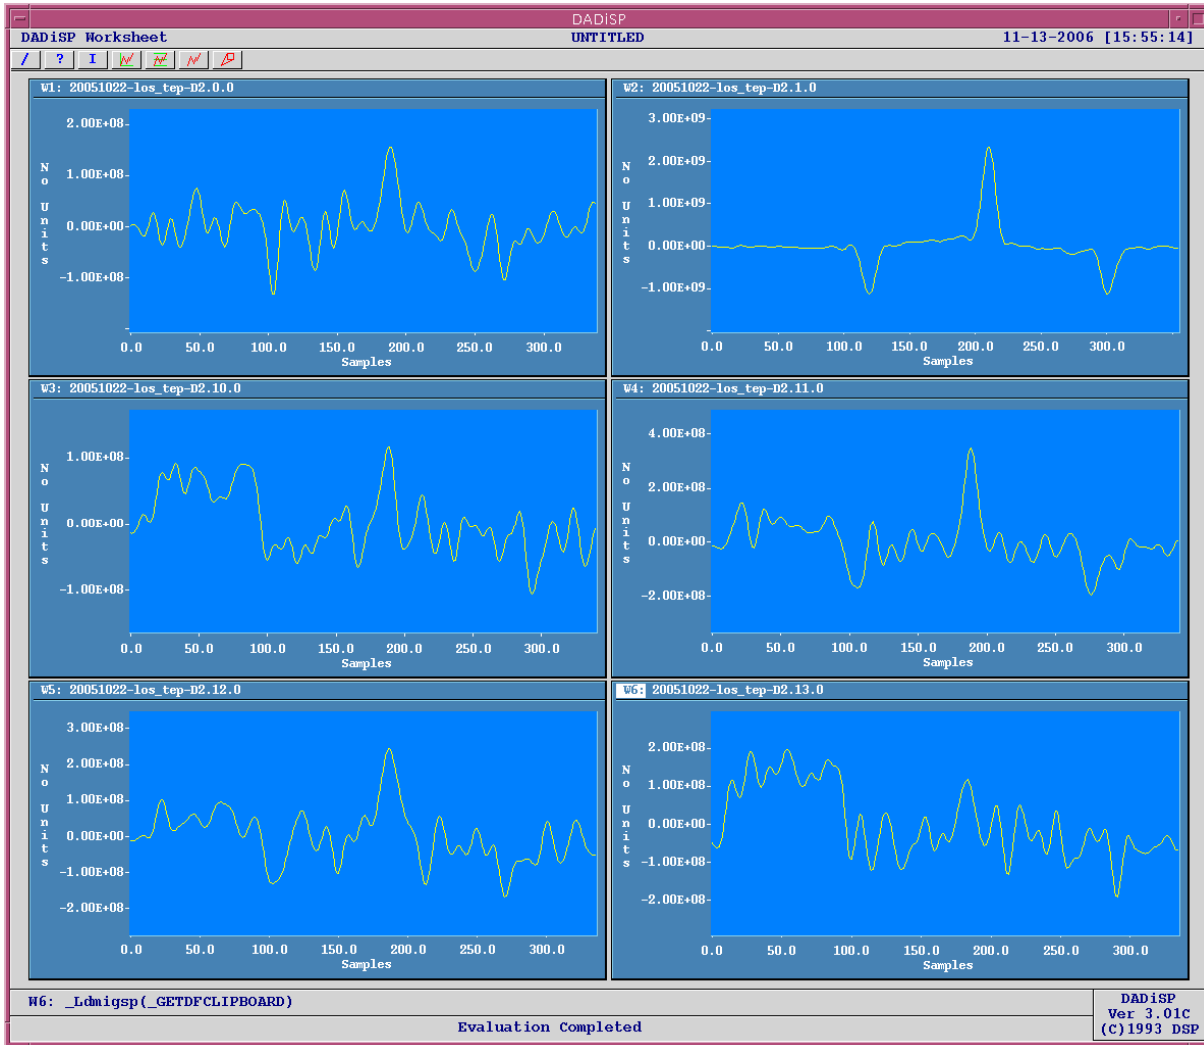 DADiSP
DADiSP Worksheet UNTITLED 11-13-2006 [15:55:14]
/ ? I
W1: 20051022-los_tep-D2.0.0
2.00E+08
1.00E+08
0.00E+00
-1.00E+08
No Units
0.0 50.0 100.0 150.0 200.0 250.0 300.0
Samples
W2: 20051022-los_tep-D2.1.0
3.00E+09
2.00E+09
1.00E+09
0.00E+00
-1.00E+09
No Units
0.0 50.0 100.0 150.0 200.0 250.0 300.0
Samples
W3: 20051022-los_tep-D2.10.0
1.00E+08
0.00E+00
-1.00E+08
No Units
0.0 50.0 100.0 150.0 200.0 250.0 300.0
Samples
W4: 20051022-los_tep-D2.11.0
4.00E+08
2.00E+08
0.00E+00
-2.00E+08
No Units
0.0 50.0 100.0 150.0 200.0 250.0 300.0
Samples
W5: 20051022-los_tep-D2.12.0
3.00E+08
2.00E+08
1.00E+08
0.00E+00
-1.00E+08
-2.00E+08
No Units
0.0 50.0 100.0 150.0 200.0 250.0 300.0
Samples
W6: 20051022-los_tep-D2.13.0
2.00E+08
1.00E+08
0.00E+00
-1.00E+08
-2.00E+08
No Units
0.0 50.0 100.0 150.0 200.0 250.0 300.0
Samples
W6: _Ldmigsp(_GETDFCLIPBOARD)
Evaluation Completed
DADiSP
Ver 3.01C
(C)1993 DSP